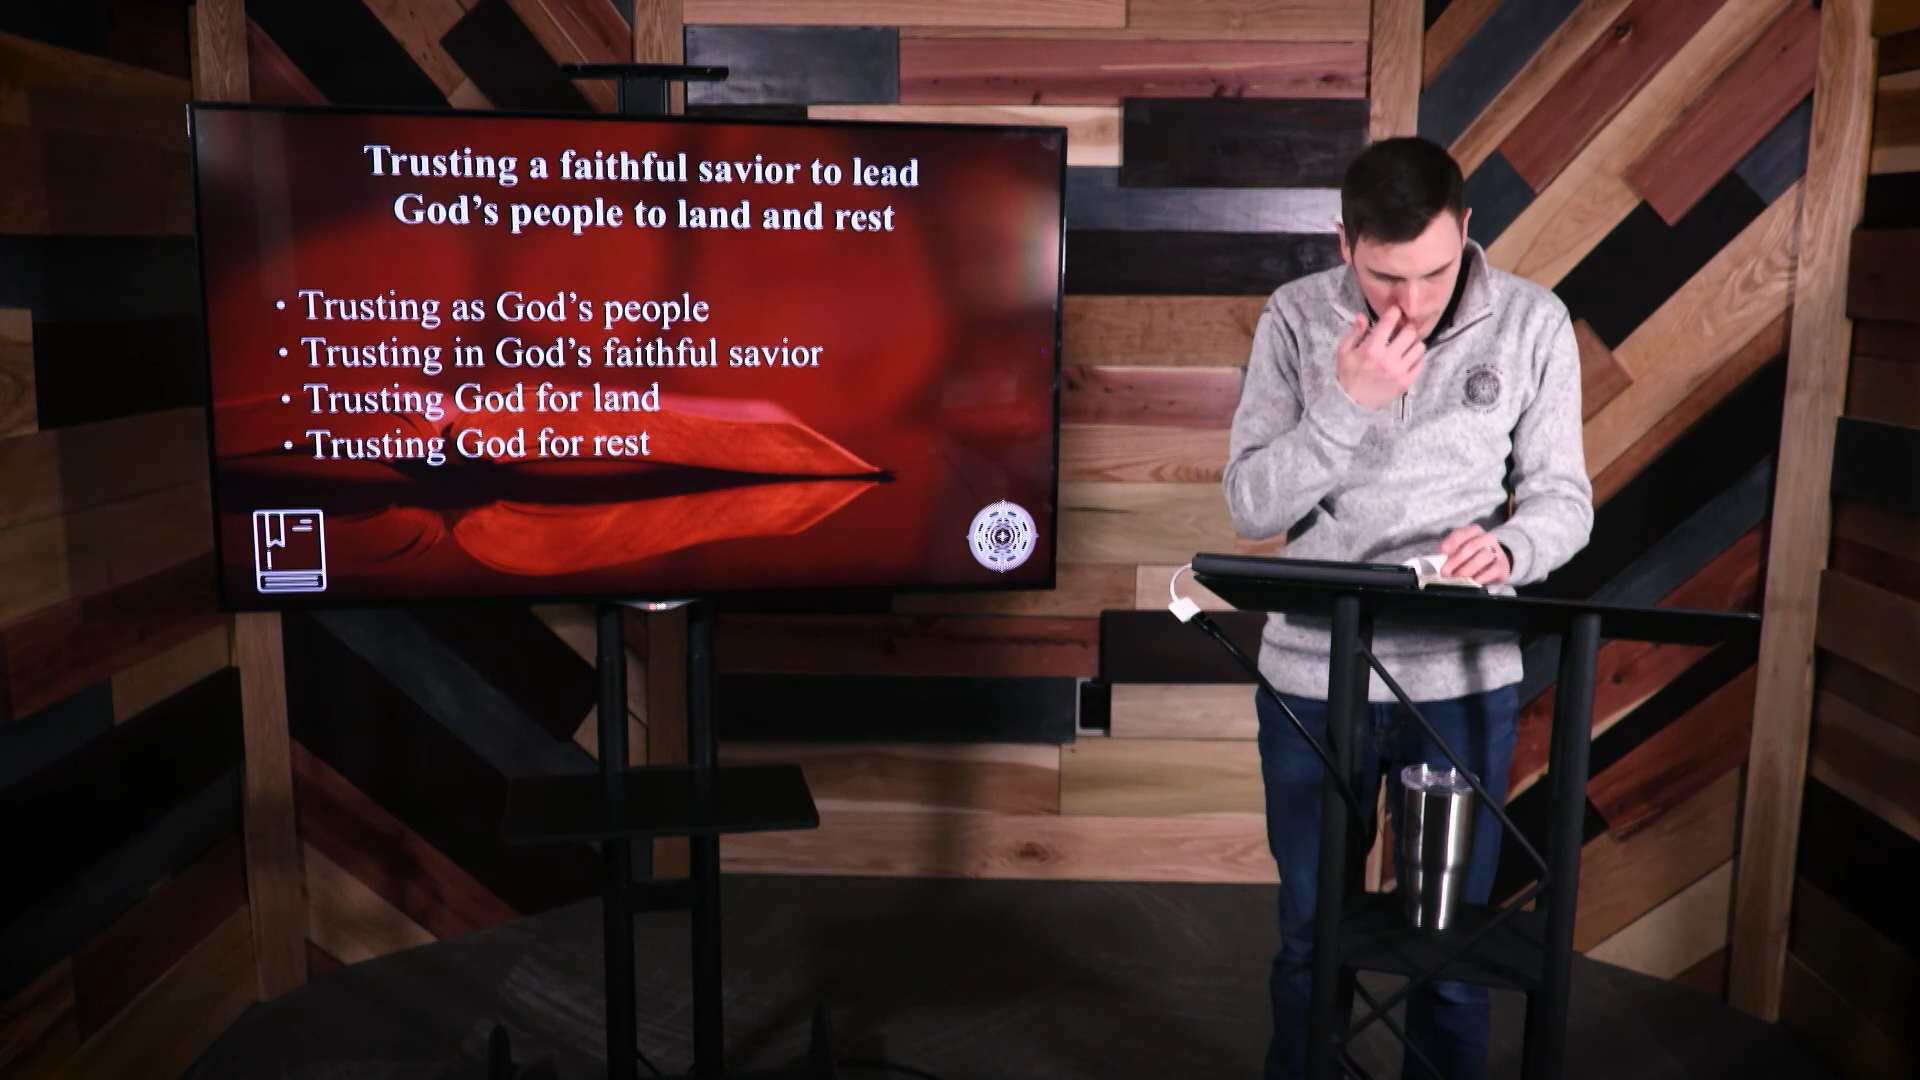 Trusting a faithful savior to lead
God's people to land and rest
• Trusting as God's people
• Trusting in God's faithful savior
• Trusting God for land
• Trusting God for rest